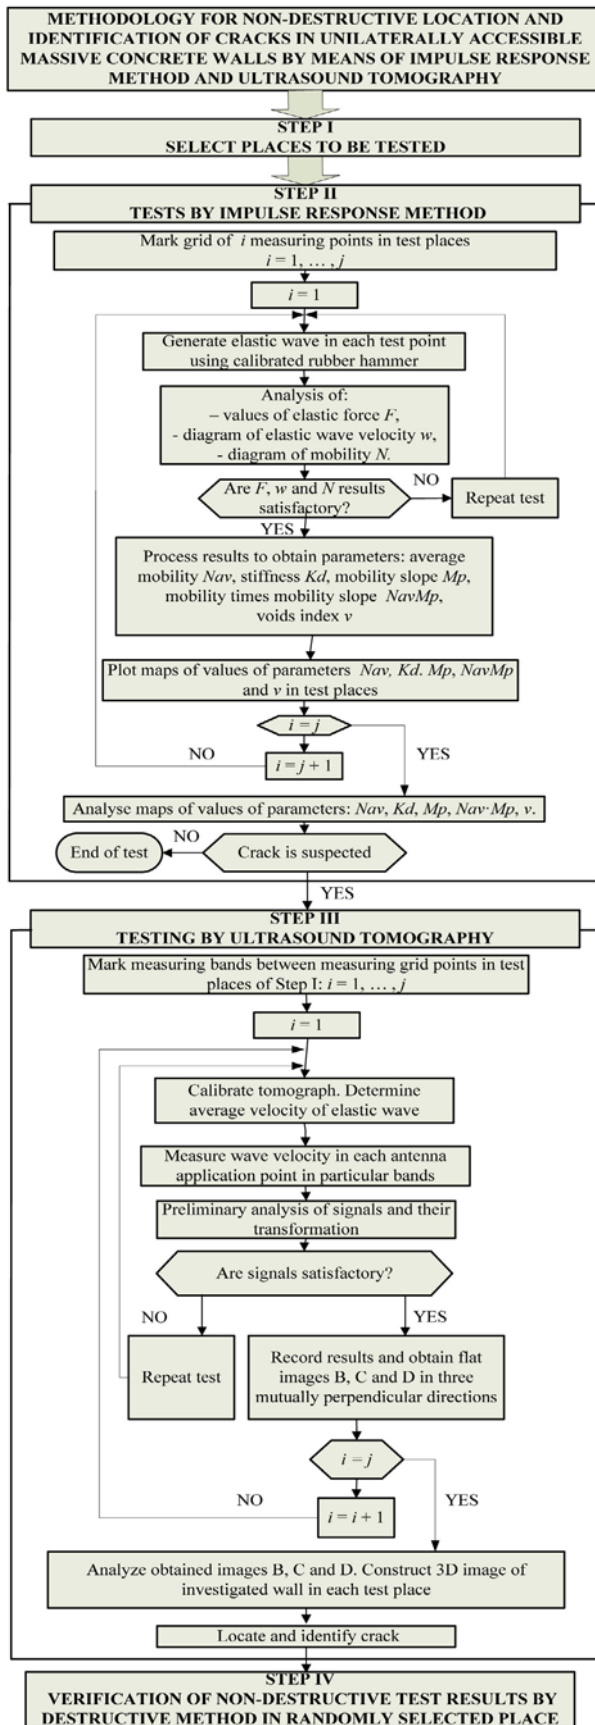 METHODOLOGY FOR NON-DESTRUCTIVE LOCATION AND
IDENTIFICATION OF CRACKS IN UNILATERALLY ACCESSIBLE
MASSIVE CONCRETE WALLS BY MEANS OF IMPULSE RESPONSE
METHOD AND ULTRASOUND TOMOGRAPHY
STEP I
SELECT PLACES TO BE TESTED
STEP II
TESTS BY IMPULSE RESPONSE METHOD
Mark grid of i measuring points in test places
i = 1, … , j
i = 1
Generate elastic wave in each test point
using calibrated rubber hammer
Analysis of:
– values of elastic force F,
- diagram of elastic wave velocity w,
- diagram of mobility N.
Are F, w and N results
satisfactory?
NO
Repeat test
YES
Process results to obtain parameters: average
mobility Nav, stiffness Kd, mobility slope Mp,
mobility times mobility slope NavMp,
voids index v
Plot maps of values of parameters Nav, Kd. Mp, NavMp
and v in test places
i = j
NO
YES
i = j + 1
Analyse maps of values of parameters: Nav, Kd, Mp, Nav·Mp, v.
End of test
NO
Crack is suspected
YES
STEP III
TESTING BY ULTRASOUND TOMOGRAPHY
Mark measuring bands between measuring grid points in test
places of Step I: i = 1, … , j
i = 1
Calibrate tomograph. Determine
average velocity of elastic wave
Measure wave velocity in each antenna
application point in particular bands
Preliminary analysis of signals and their
transformation
Are signals satisfactory?
NO
YES
Repeat test
Record results and obtain flat
images B, C and D in three
mutually perpendicular directions
i = j
NO
YES
i = i + 1
Analyze obtained images B, C and D. Construct 3D image of
investigated wall in each test place
Locate and identify crack
STEP IV
VERIFICATION OF NON-DESTRUCTIVE TEST RESULTS BY
DESTRUCTIVE METHOD IN RANDOMLY SELECTED PLACE